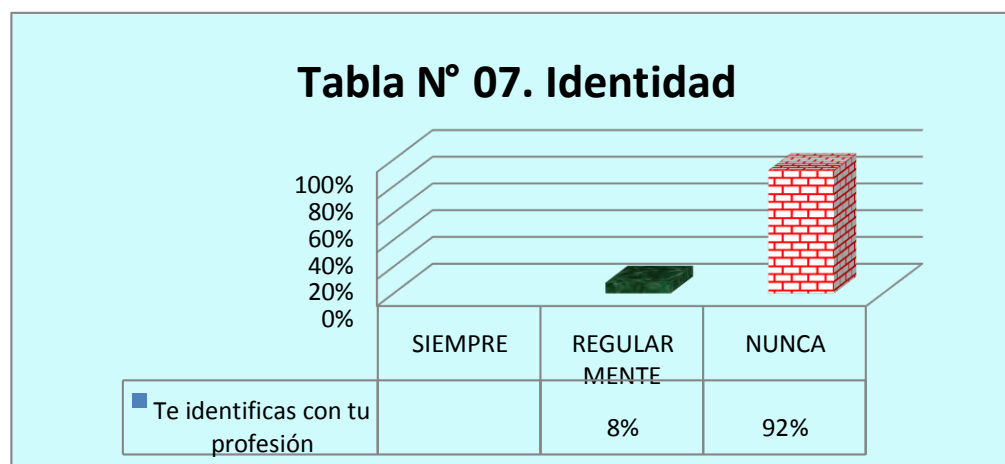 Tabla N° 07. Identidad
100%
80%
60%
40%
20%
0%
SIEMPRE
REGULAR
MENTE
NUNCA
Te identificas con tu
profesión
8%
92%